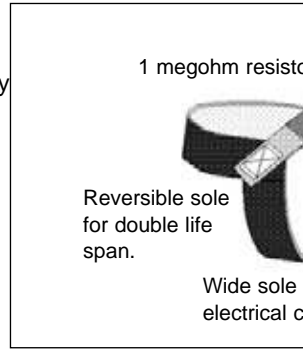 y
1 megohm
Reversible sole
for double life
span.
Wide sole
electrical